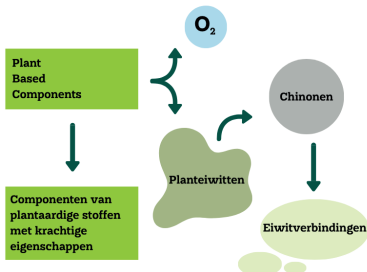 O₂
Plant
Based
Components
Chinonen
Planteiwitten
Componenten van
plantaardige stoffen
met krachtige
eigenschappen
Eiwitverbindingen